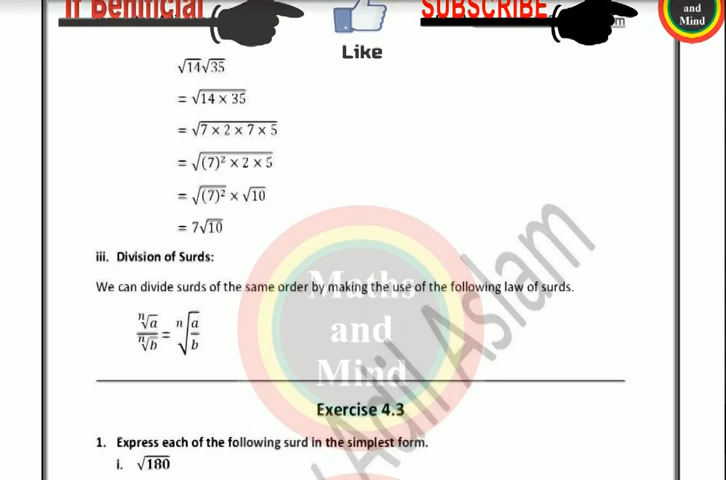 If Benificial
SUBSCRIBE
and
Mind
Like
√14√35
= √14 × 35
= √7 × 2 × 7 × 5
= √(7)² × 2 × 5
= √(7)² × √10
= 7√10
iii. Division of Surds:
We can divide surds of the same order by making the use of the following law of surds.
ⁿ√a / ⁿ√b = ⁿ√(a/b)
Maths
and
Mind
Adil Aslam
Exercise 4.3
1. Express each of the following surd in the simplest form.
i. √180